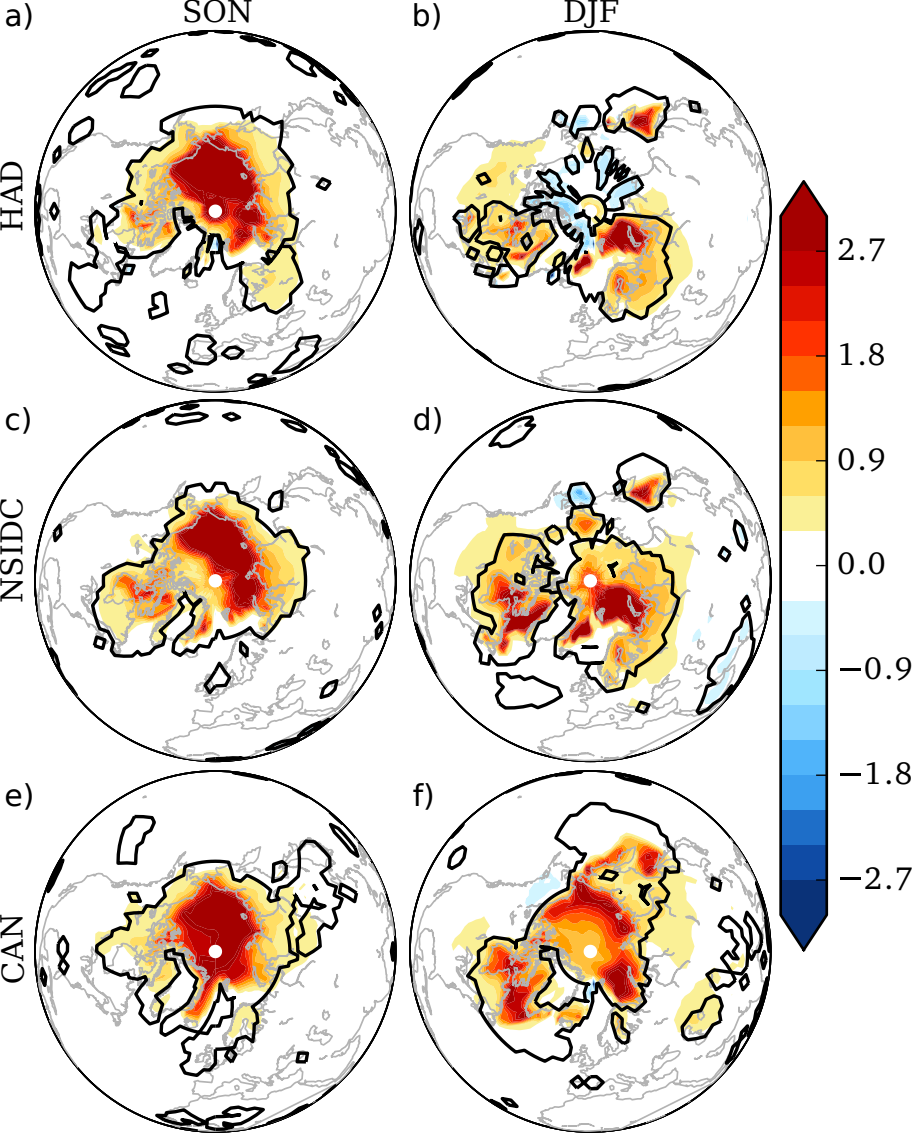 SON
DJF
a)
b)
HAD
c)
d)
NSIDC
e)
f)
CAN
2.7
1.8
0.9
0.0
−0.9
−1.8
−2.7